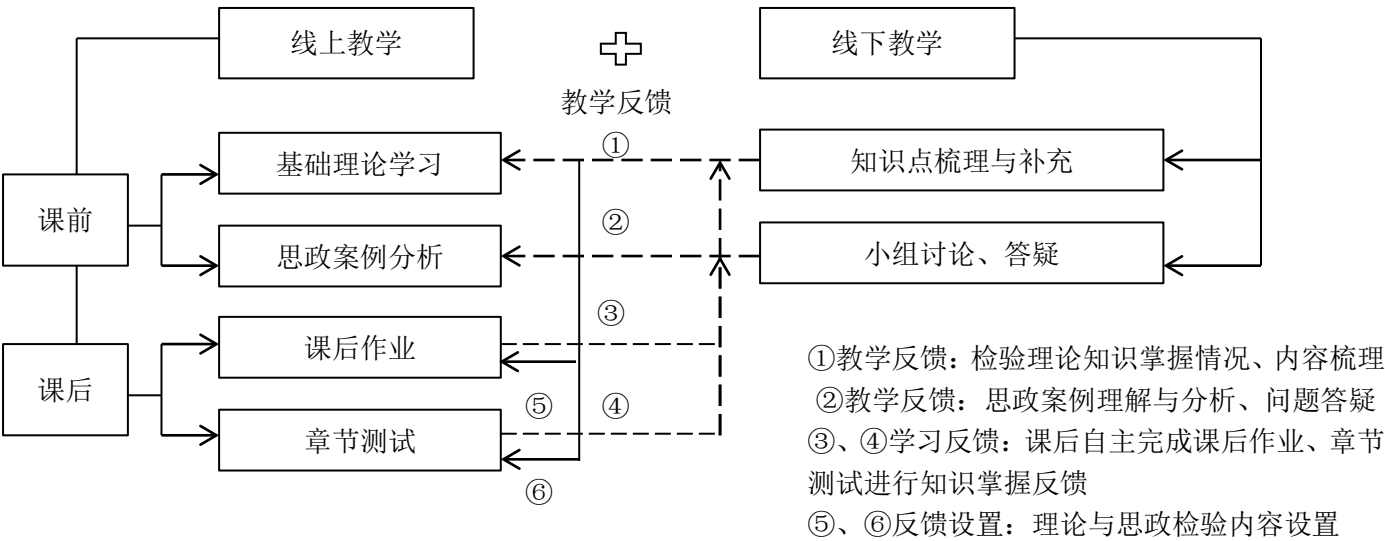 线上教学
线下教学
教学反馈
①
基础理论学习
知识点梳理与补充
课前
②
思政案例分析
小组讨论、答疑
③
课后作业
课后
⑤
④
章节测试
⑥
①教学反馈：检验理论知识掌握情况、内容梳理
②教学反馈：思政案例理解与分析、问题答疑
③、④学习反馈：课后自主完成课后作业、章节
测试进行知识掌握反馈
⑤、⑥反馈设置：理论与思政检验内容设置